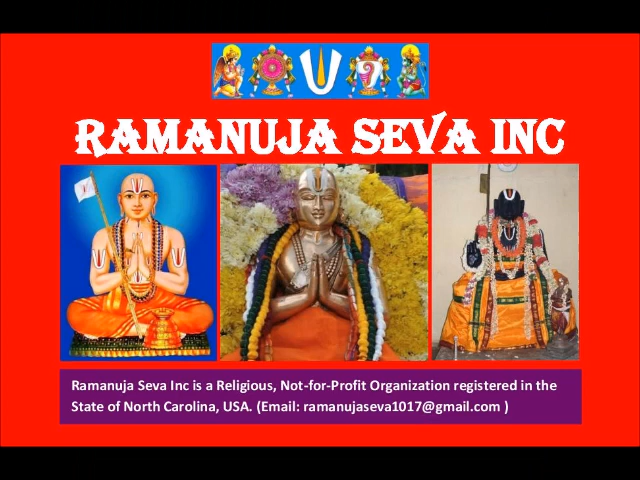 RAMANUJA SEVA INC
Ramanuja Seva Inc is a Religious, Not-for-Profit Organization registered in the
State of North Carolina, USA. (Email: ramanujaseva1017@gmail.com )